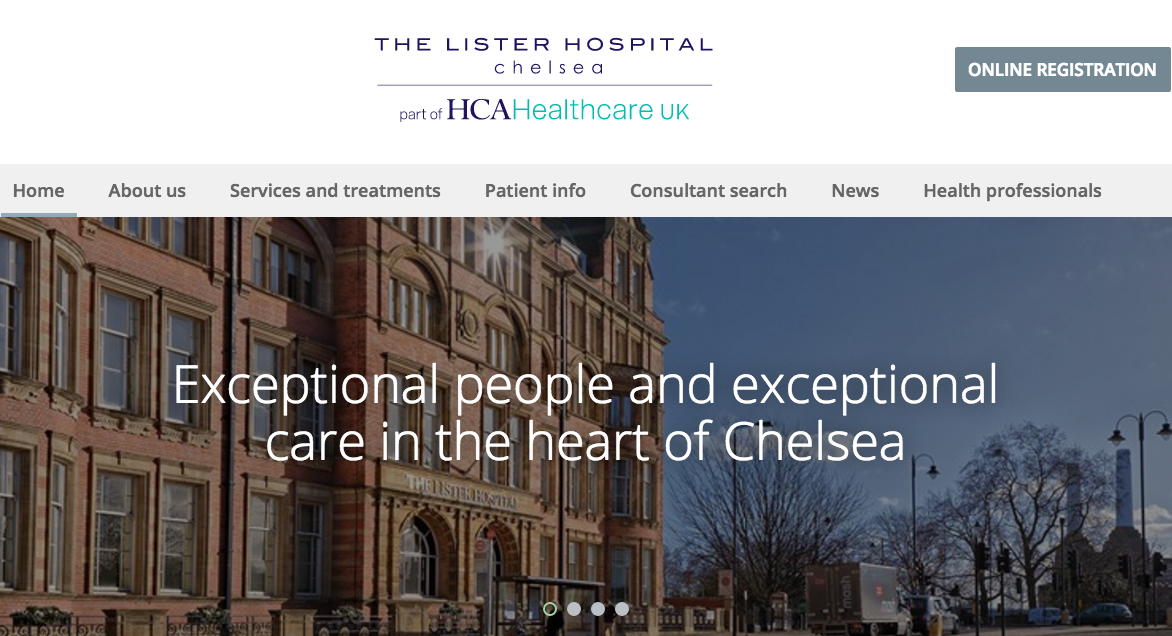 THE LISTER HOSPITAL
chelsea
part of HCAHealthcare UK
ONLINE REGISTRATION
Home About us Services and treatments Patient info Consultant search News Health professionals
Exceptional people and exceptional
care in the heart of Chelsea
THE LISTER HOSPITAL